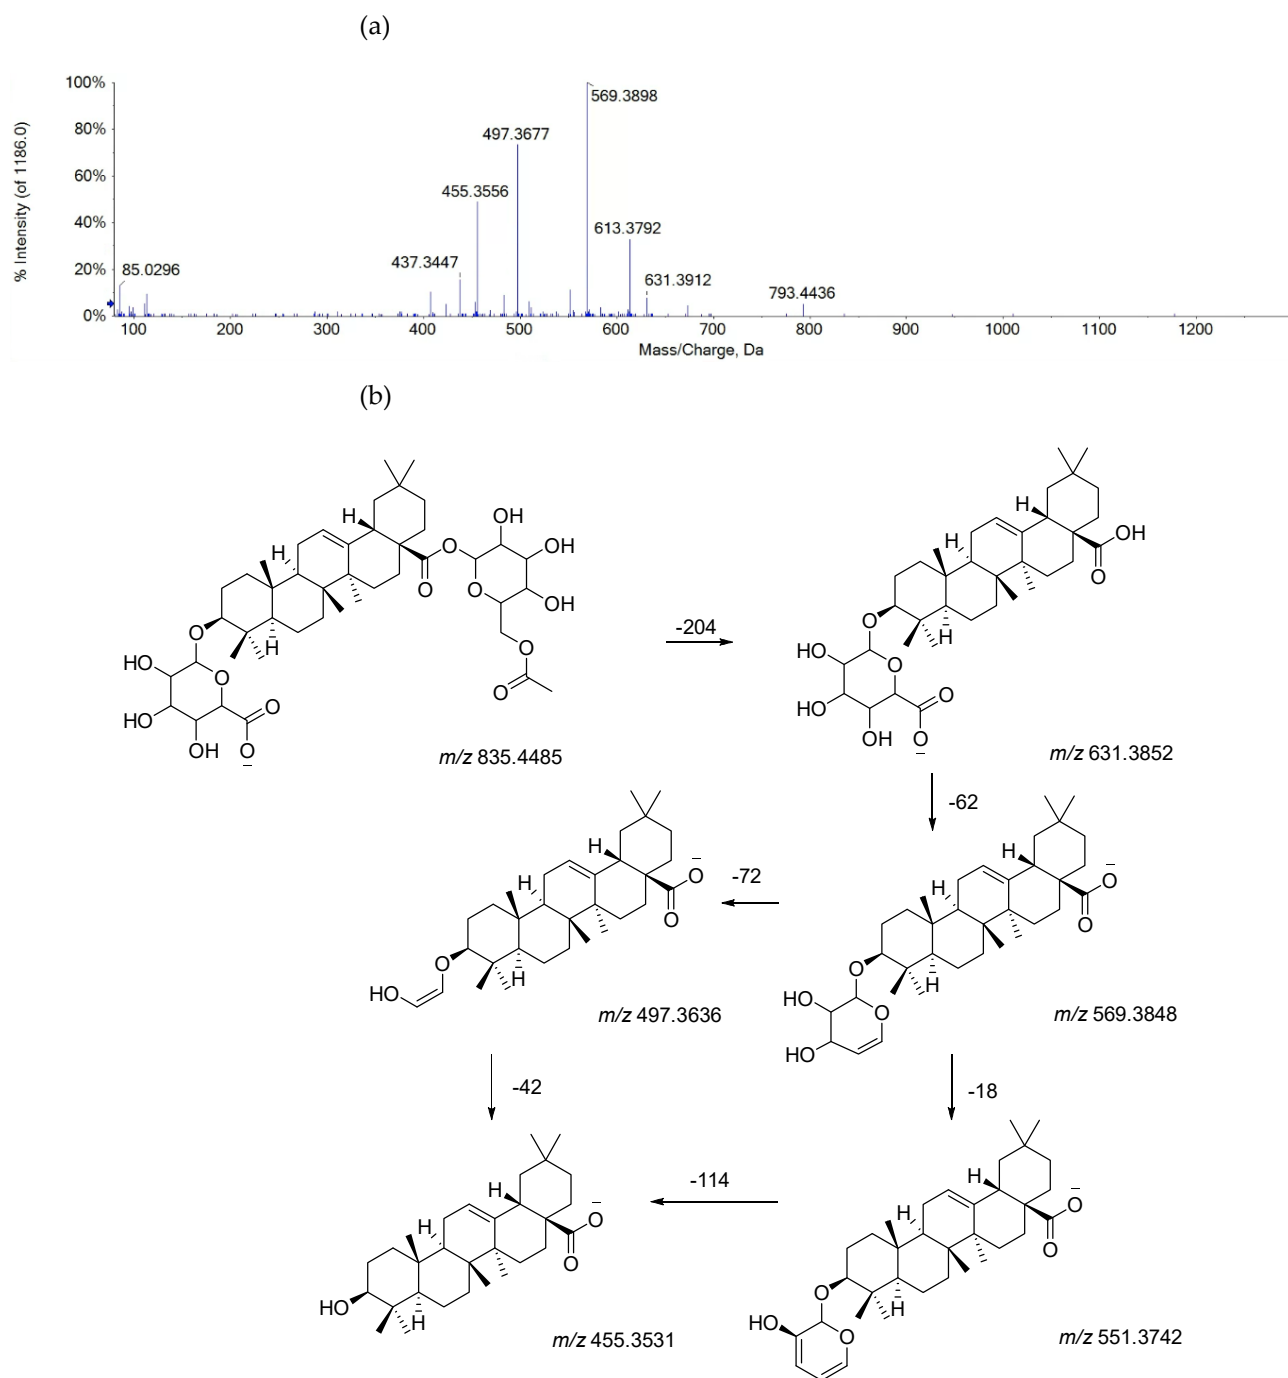 (a)
% Intensity (of 1186.0)
100%
80%
60%
40%
20%
0%
569.3898
497.3677
455.3556
613.3792
437.3447
85.0296
631.3912
793.4436
100 200 300 400 500 600 700 800 900 1000 1100 1200
Mass/Charge, Da
(b)
H
H
H
O
O
O
OH
OH
OH
O
O
O
O
HO
HO
OH
O
O
O
–
m/z 835.4485
-204
H
H
H
OH
O
O
HO
HO
OH
O
O
O
–
m/z 631.3852
-62
H
H
H
O
–
O
O
HO
m/z 497.3636
-72
H
H
H
O
–
O
O
HO
HO
O
m/z 569.3848
-42
-18
H
H
H
O
–
O
HO
m/z 455.3531
-114
H
H
H
O
–
O
O
HO
O
m/z 551.3742